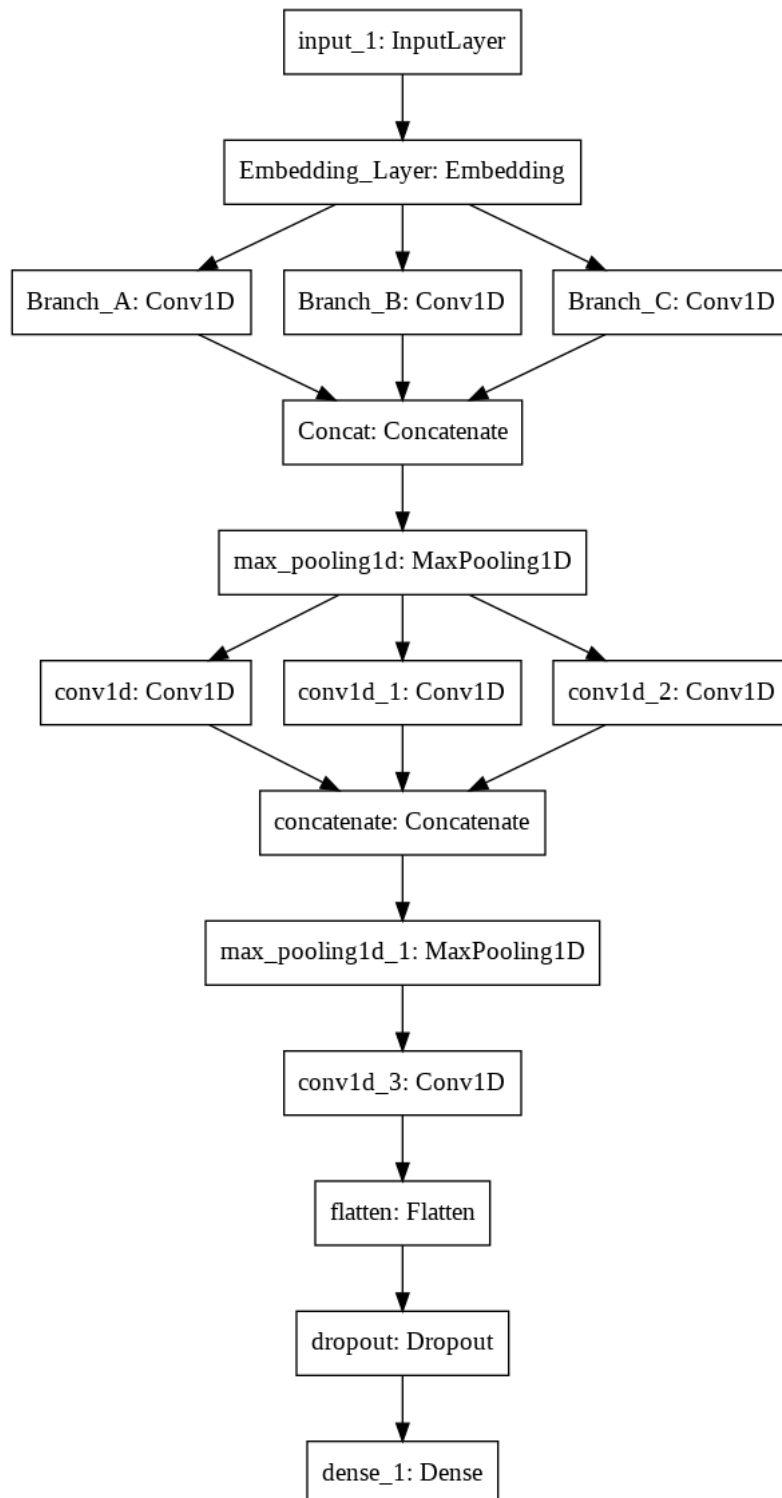 input_1: InputLayer
Embedding_Layer: Embedding
Branch_A: Conv1D
Branch_B: Conv1D
Branch_C: Conv1D
Concat: Concatenate
max_pooling1d: MaxPooling1D
conv1d: Conv1D
conv1d_1: Conv1D
conv1d_2: Conv1D
concatenate: Concatenate
max_pooling1d_1: MaxPooling1D
conv1d_3: Conv1D
flatten: Flatten
dropout: Dropout
dense_1: Dense